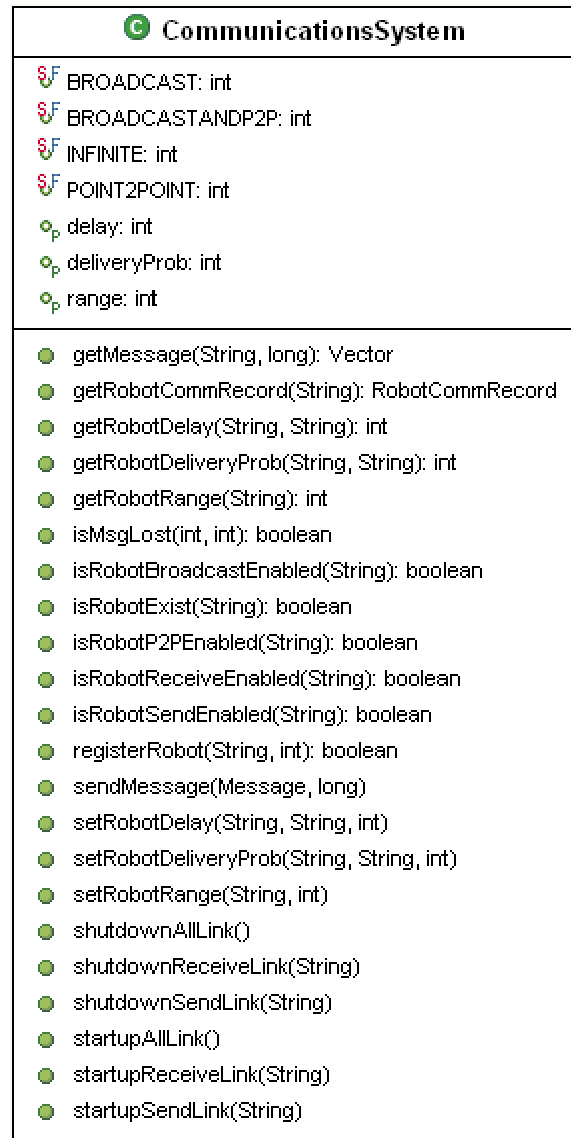 C CommunicationsSystem
S F BROADCAST: int
S F BROADCASTANDP2P: int
S F INFINITE: int
S F POINT2POINT: int
P delay: int
P deliveryProb: int
P range: int
getMessage(String, long): Vector
getRobotCommRecord(String): RobotCommRecord
getRobotDelay(String, String): int
getRobotDeliveryProb(String, String): int
getRobotRange(String): int
isMsgLost(int, int): boolean
isRobotBroadcastEnabled(String): boolean
isRobotExist(String): boolean
isRobotP2PEnabled(String): boolean
isRobotReceiveEnabled(String): boolean
isRobotSendEnabled(String): boolean
registerRobot(String, int): boolean
sendMessage(Message, long)
setRobotDelay(String, String, int)
setRobotDeliveryProb(String, String, int)
setRobotRange(String, int)
shutdownAllLink()
shutdownReceiveLink(String)
shutdownSendLink(String)
startupAllLink()
startupReceiveLink(String)
startupSendLink(String)